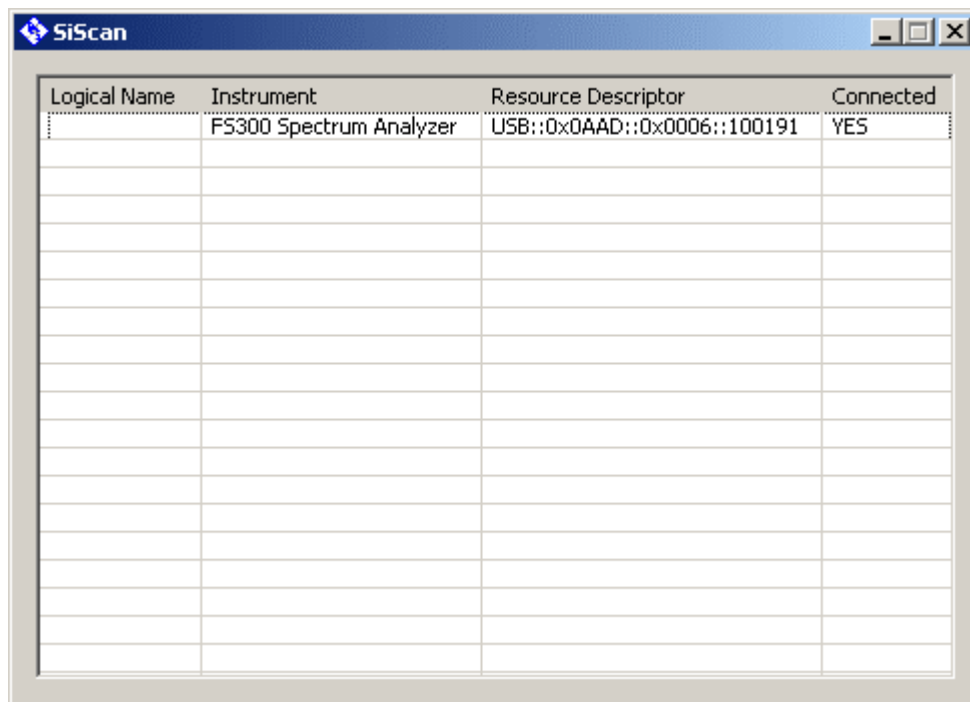 SiScan
Logical Name Instrument Resource Descriptor Connected
FS300 Spectrum Analyzer USB::0x0AAD::0x0006::100191 YES